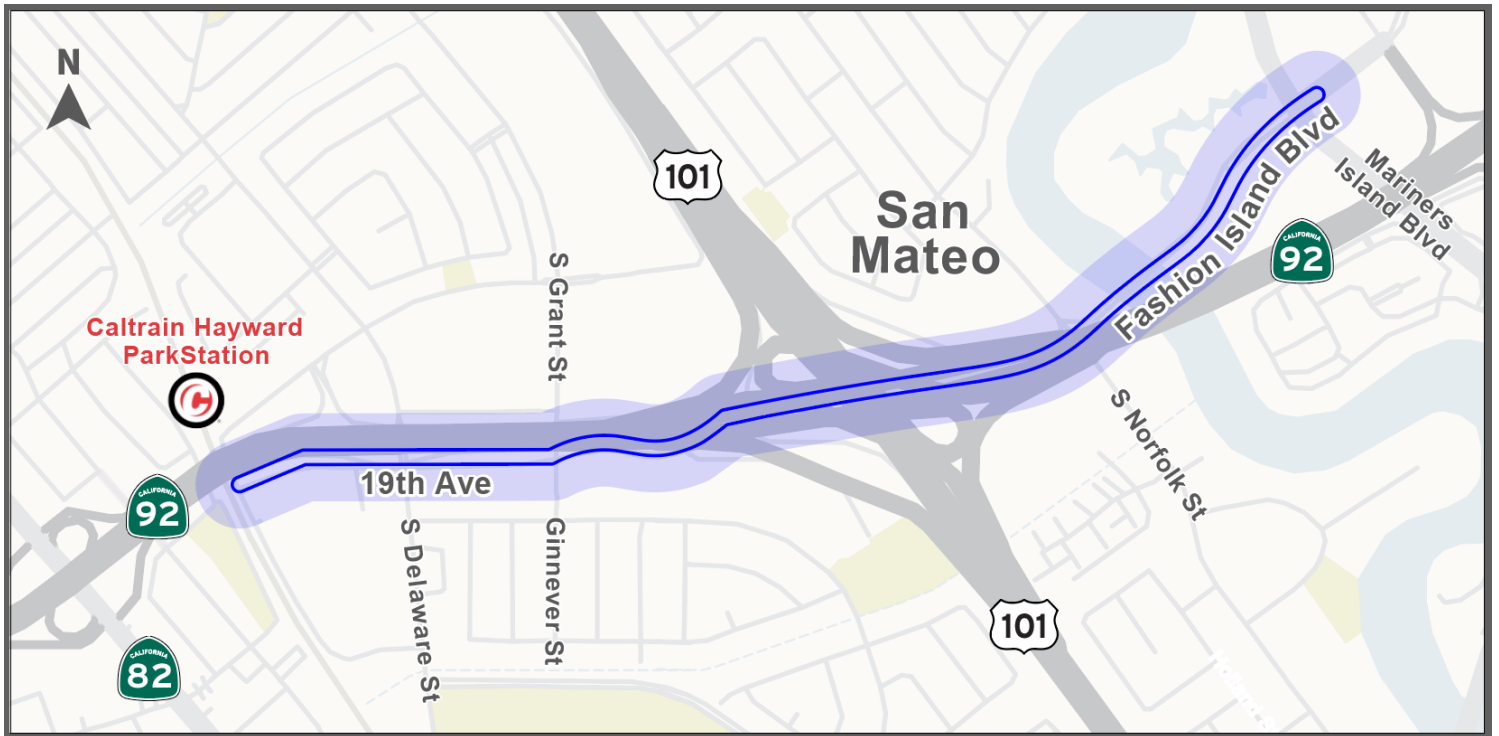 N
101
San
Mateo
Fashion Island Blvd
Mariners
Island Blvd
CALIFORNIA
92
S Grant St
Caltrain Hayward
ParkStation
C
19th Ave
CALIFORNIA
92
S Delaware St
Ginnever St
S Norfolk St
101
CALIFORNIA
82